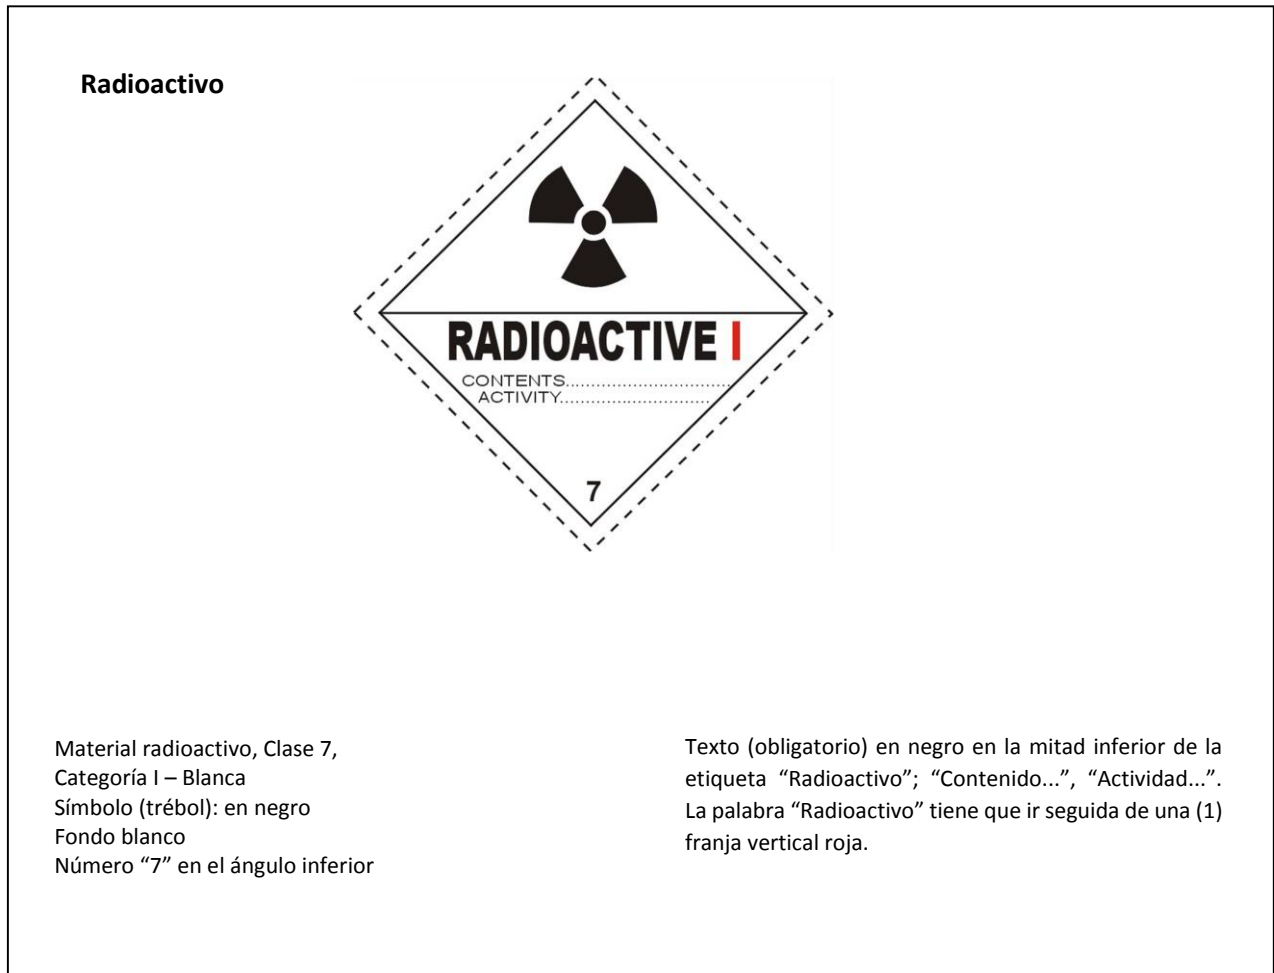 Radioactivo
RADIOACTIVE I
CONTENTS................................
ACTIVITY.............................
7
Material radioactivo, Clase 7,
Categoría I – Blanca
Símbolo (trébol): en negro
Fondo blanco
Número “7” en el ángulo inferior
Texto (obligatorio) en negro en la mitad inferior de la
etiqueta “Radioactivo”; “Contenido...”, “Actividad...”.
La palabra “Radioactivo” tiene que ir seguida de una (1)
franja vertical roja.